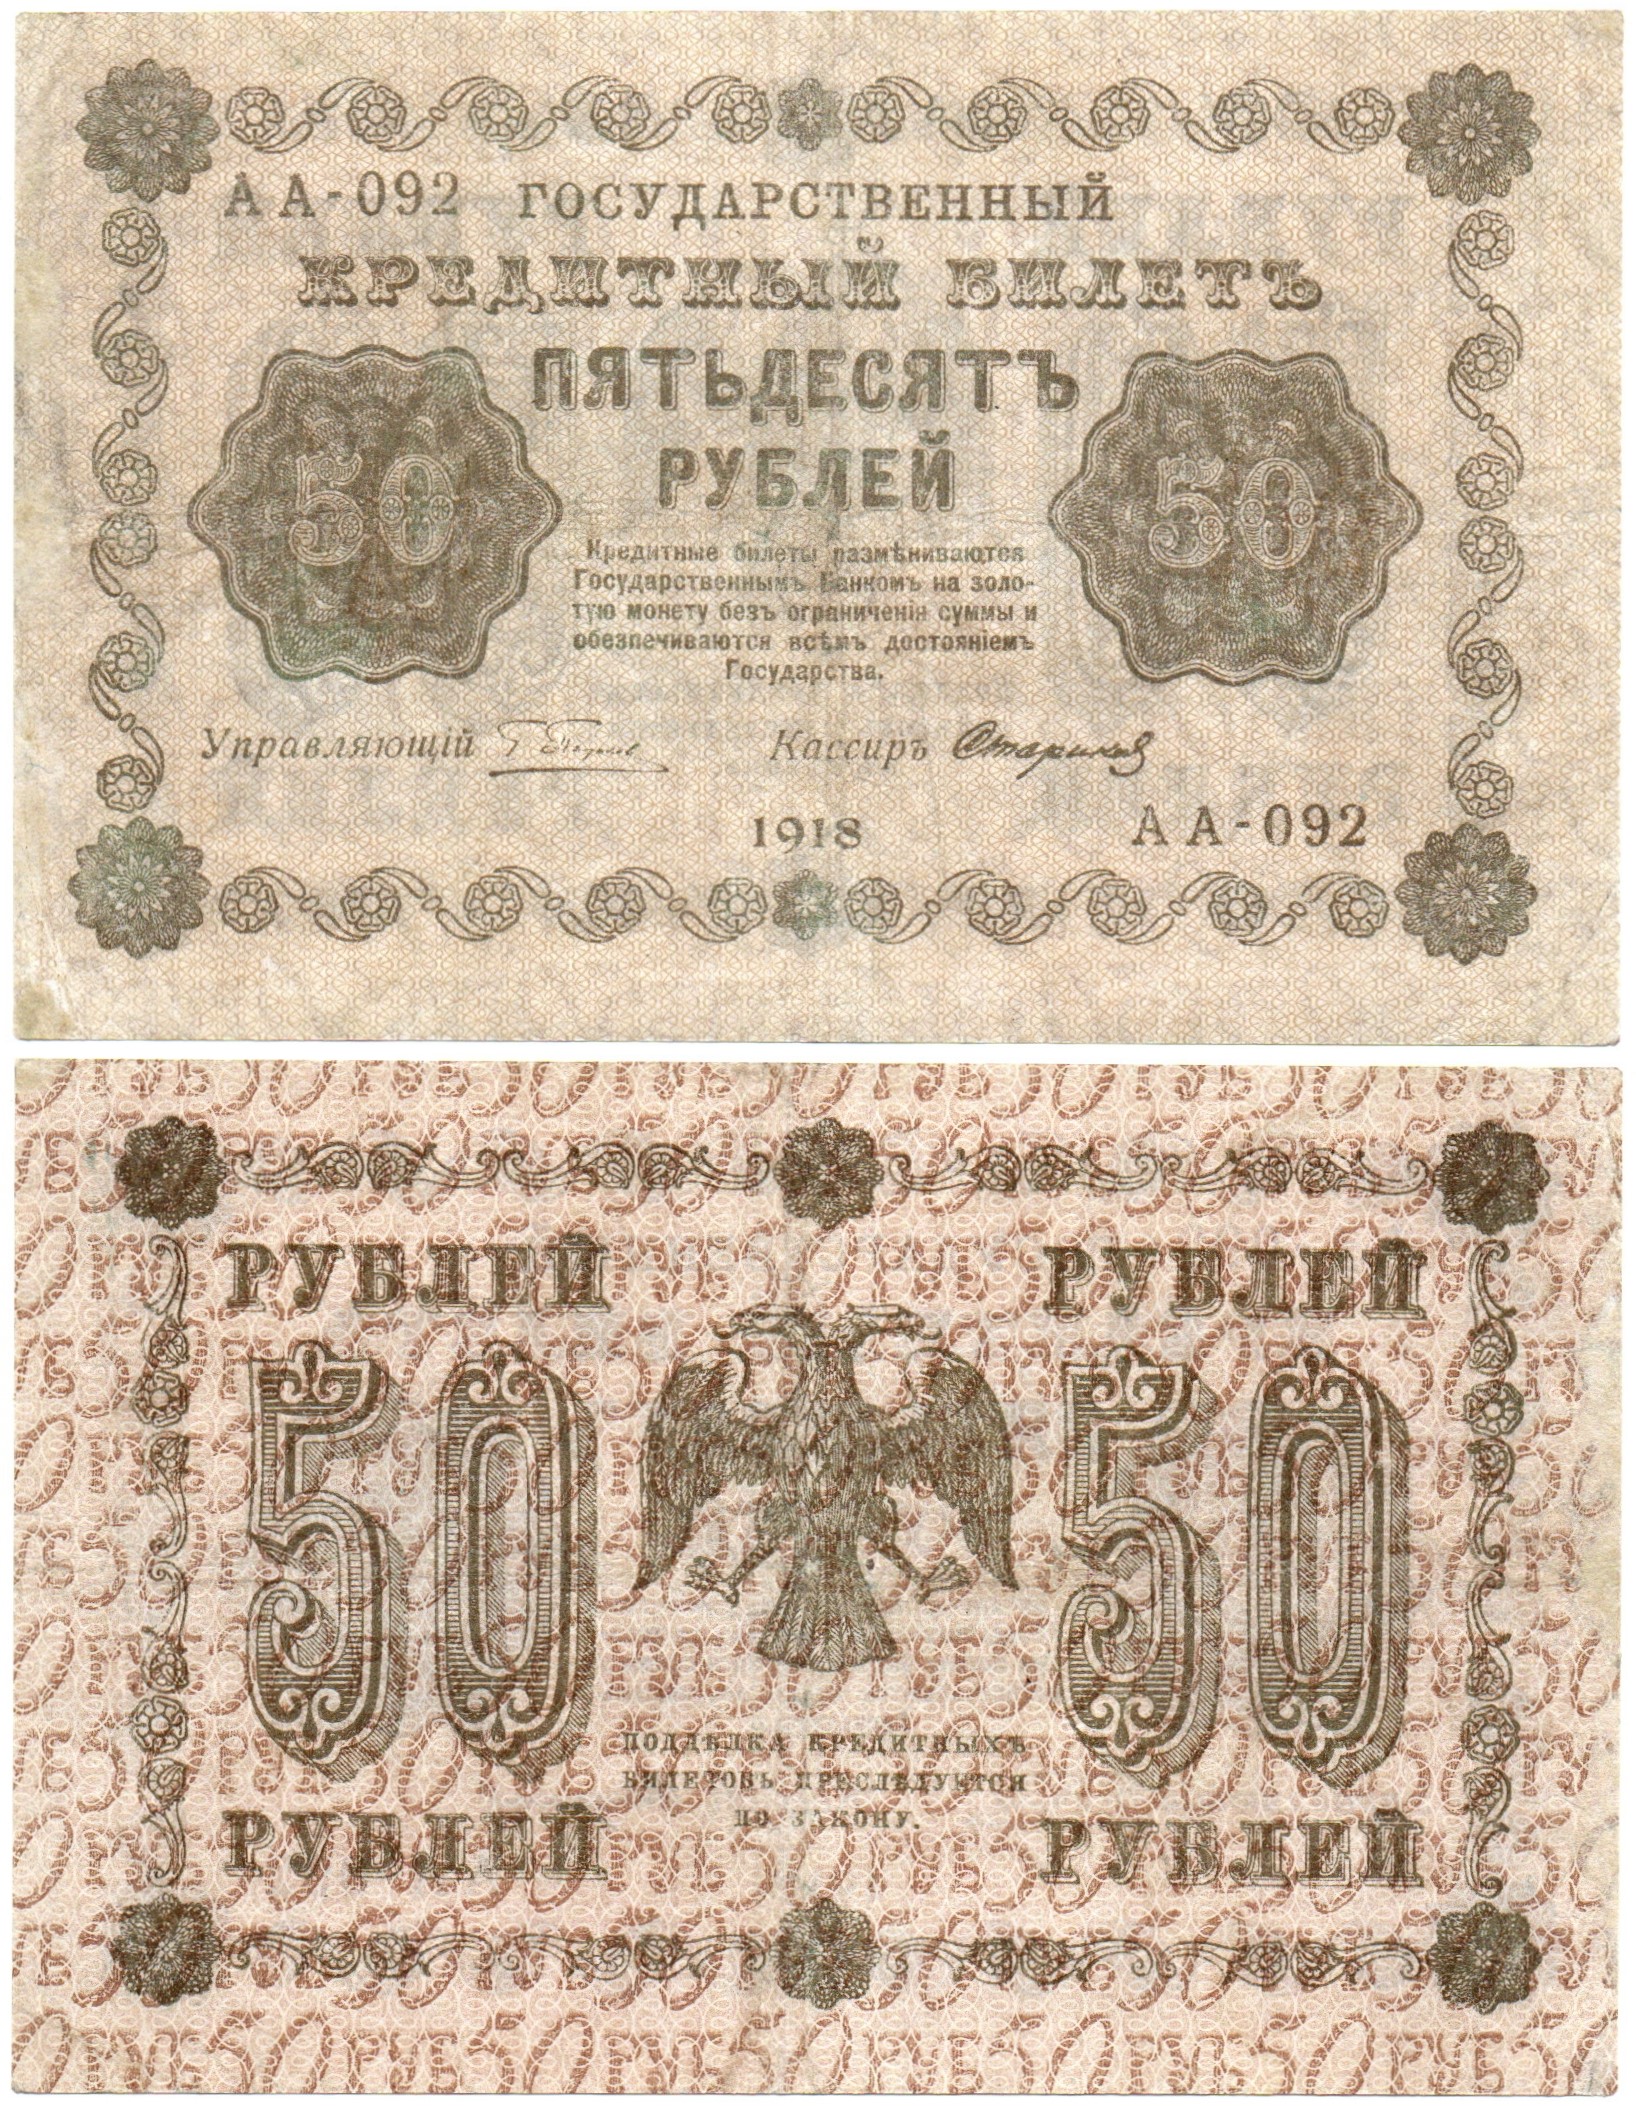 АА-092 ГОСУДАРСТВЕННЫЙ
КРЕДИТНЫЙ БИЛЕТЪ
ПЯТЬДЕСЯТЪ
РУБЛЕЙ
50
50
Кредитные билеты размѣниваются
Государственнымъ Банкомъ на золо-
тую монету безъ ограниченія суммы и
обезпечиваются всѣмъ достояніемъ
Государства.
Управляющій Кассиръ
1918 АА-092
РУБЛЕЙ РУБЛЕЙ
50 50
ПОДДѢЛКА КРЕДИТНЫХЪ
БИЛЕТОВЪ ПРЕСЛѢДУЕТСЯ
ПО ЗАКОНУ.
РУБЛЕЙ РУБЛЕЙ